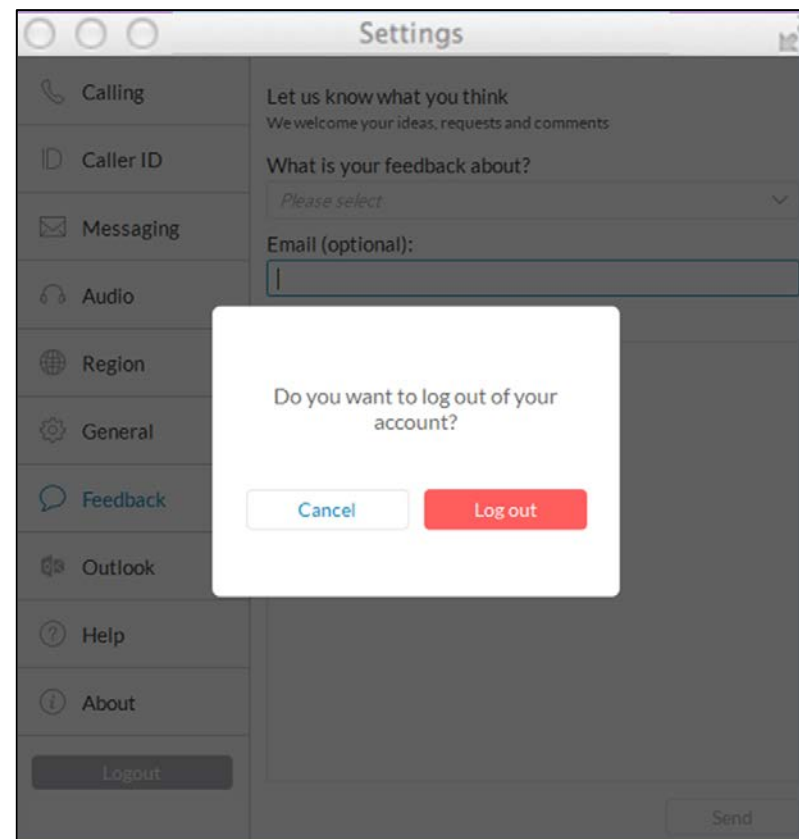 Settings
Calling
Caller ID
Messaging
Audio
Region
General
Feedback
Outlook
Help
About
Logout
Let us know what you think
We welcome your ideas, requests and comments
What is your feedback about?
Please select
Email (optional):
Do you want to log out of your
account?
Cancel
Log out
Send